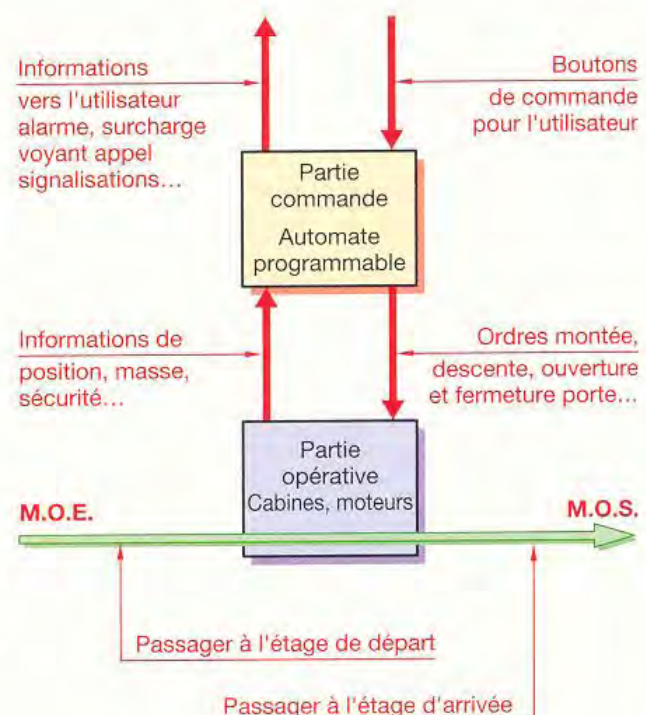 Informations
vers l'utilisateur
alarme, surcharge
voyant appel
signalisations...
Boutons
de commande
pour l'utilisateur
Partie
commande
Automate
programmable
Informations de
position, masse,
sécurité...
Ordres montée,
descente, ouverture
et fermeture porte...
Partie
opérative
Cabines, moteurs
M.O.E.
M.O.S.
Passager à l'étage de départ
Passager à l'étage d'arrivée